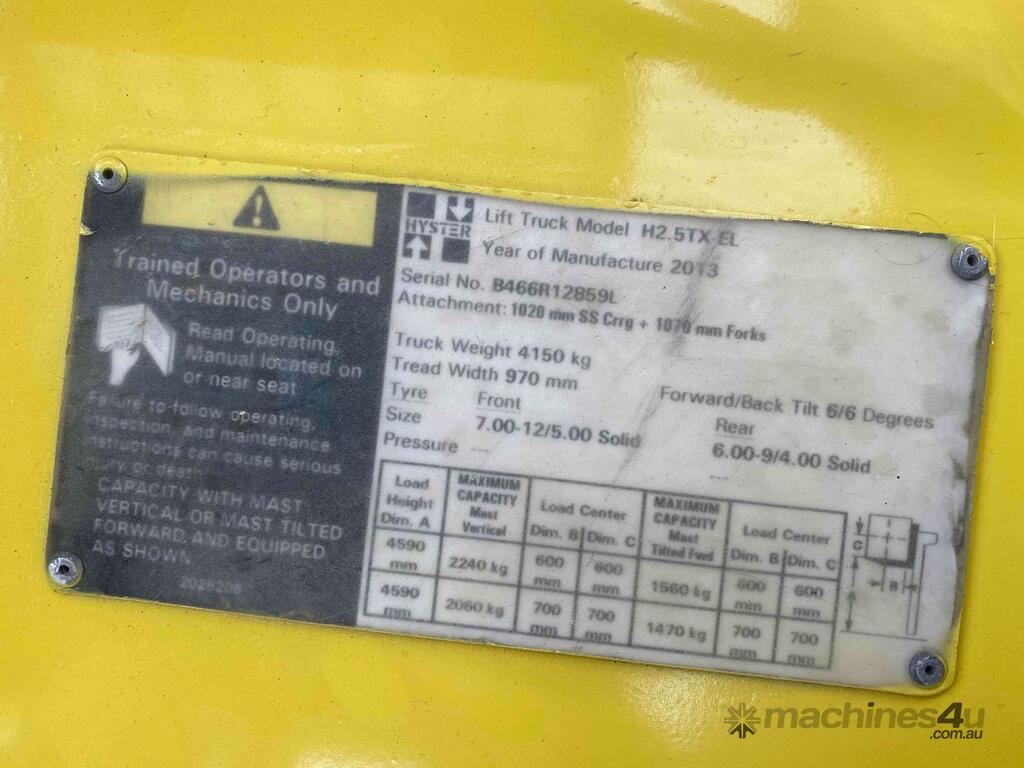 Trained Operators and
Mechanics Only
Read Operating
Manual located on
or near seat
Failure to follow operating,
inspection, and maintenance
instructions can cause serious
injury or death.
CAPACITY WITH MAST
VERTICAL OR MAST TILTED
FORWARD, AND EQUIPPED
AS SHOWN
HYSTER
Lift Truck Model H2.5TX EL
Year of Manufacture 2013
Serial No. B466R12859L
Attachment: 1020 mm SS Crrg + 1070 mm Forks
Truck Weight 4150 kg
Tread Width 970 mm
Forward/Back Tilt 6/6 Degrees
Tyre Front Rear
Size 7.00-12/5.00 Solid 6.00-9/4.00 Solid
Pressure --- ---
Load Height Dim. A MAXIMUM CAPACITY Mast Vertical Load Center Dim. B Dim. C MAXIMUM CAPACITY Mast Tilted Fwd Load Center Dim. B Dim. C
4590 mm 2240 kg 600 mm 600 mm 1560 kg 600 mm 600 mm
4590 mm 2060 kg 700 mm 700 mm 1470 kg 700 mm 700 mm
C
B
machines4u
.com.au